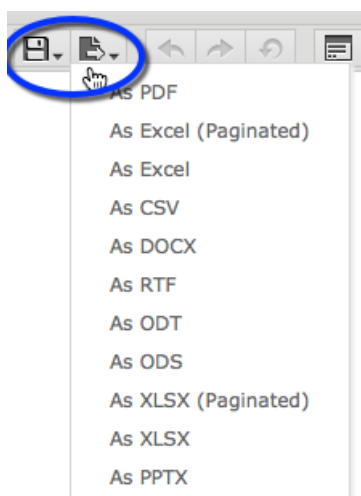 As PDF
As Excel (Paginated)
As Excel
As CSV
As DOCX
As RTF
As ODT
As ODS
As XLSX (Paginated)
As XLSX
As PPTX